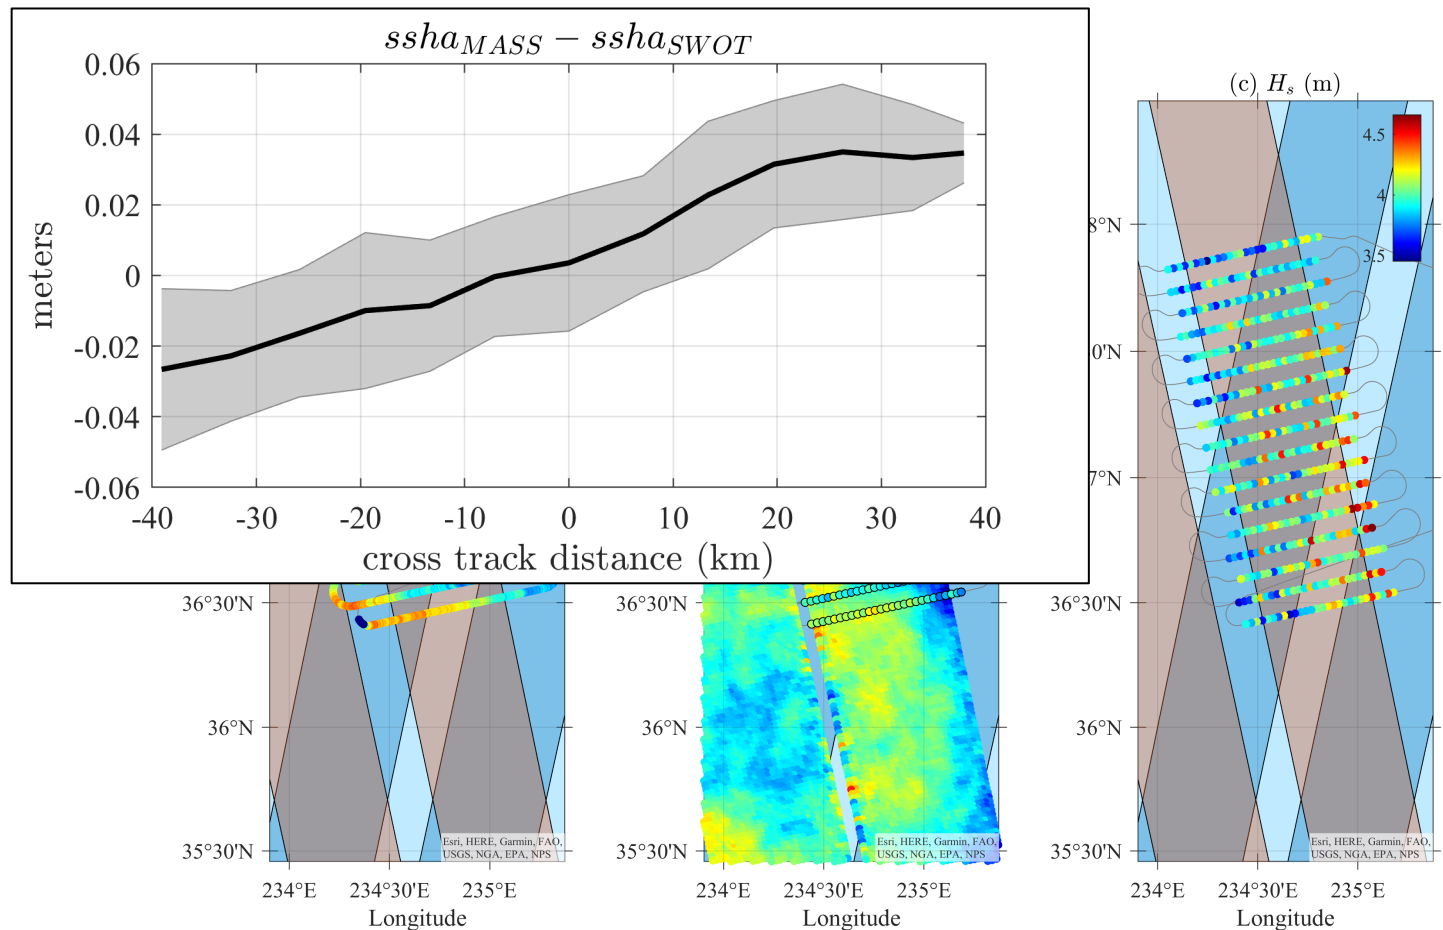 ssha_MASS − ssha_SWOT
0.06
0.04
0.02
0
-0.02
-0.04
-0.06
meters
-40 -30 -20 -10 0 10 20 30 40
cross track distance (km)
(c) H_s (m)
4.5
4
3.5
8°N
0'N
7°N
36°30'N
36°N
35°30'N
Esri, HERE, Garmin, FAO,
USGS, NGA, EPA, NPS
234°E 234°30'E 235°E
Longitude
36°30'N
36°N
35°30'N
Esri, HERE, Garmin, FAO,
USGS, NGA, EPA, NPS
234°E 234°30'E 235°E
Longitude
36°30'N
36°N
35°30'N
Esri, HERE, Garmin, FAO,
USGS, NGA, EPA, NPS
234°E 234°30'E 235°E
Longitude